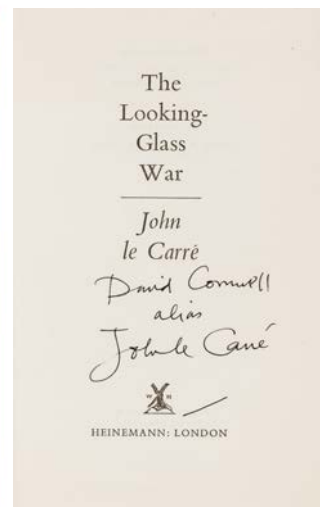 The
Looking-
Glass
War
John
le Carré
David Cornwell
alias
John le Carré
W H
HEINEMANN: LONDON